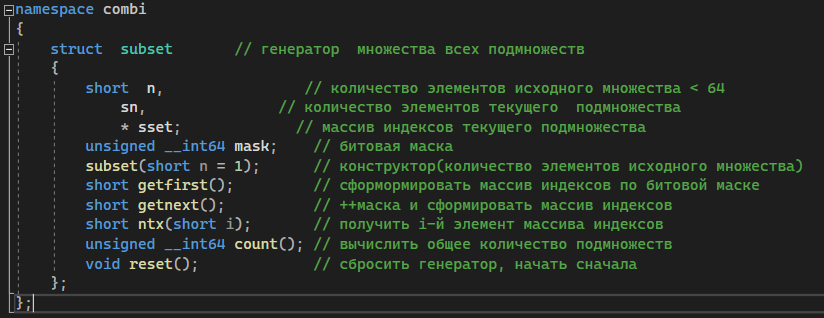 namespace combi
{
struct  subset       // генератор  множества всех подмножеств
{
short  n,                // количество элементов исходного множества < 64
sn,                // количество элементов текущего  подмножества
* sset;             // массив индексов текущего подмножества
unsigned __int64 mask;    // битовая маска
subset(short n = 1);      // конструктор(количество элементов исходного множества)
short getfirst();         // сформормировать массив индексов по битовой маске
short getnext();          // ++маска и сформировать массив индексов
short ntx(short i);       // получить i-й элемент массива индексов
unsigned __int64 count(); // вычислить общее количество подмножеств
void reset();             // сбросить генератор, начать сначала
};
};